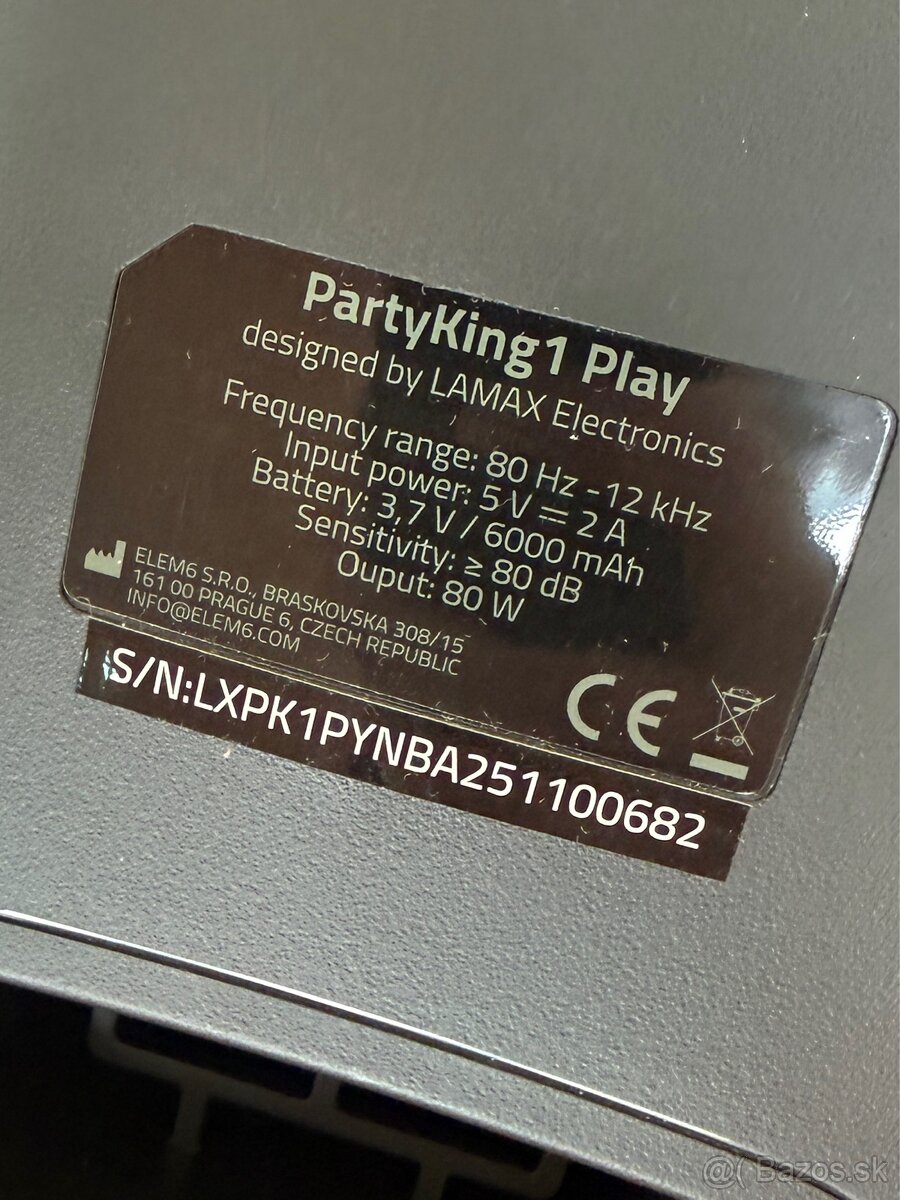 PartyKing1 Play
designed by LAMAX Electronics
Frequency range: 80 Hz - 12 kHz
Input power: 5 V ⎓ 2 A
Battery: 3,7 V / 6000 mAh
Sensitivity: ≥ 80 dB
Ouput: 80 W
ELEM6 S.R.O., BRASKOVSKA 308/15
161 00 PRAGUE 6, CZECH REPUBLIC
INFO@ELEM6.COM
CE
S/N:LXPK1PYNBA251100682
@( Bazos.sk